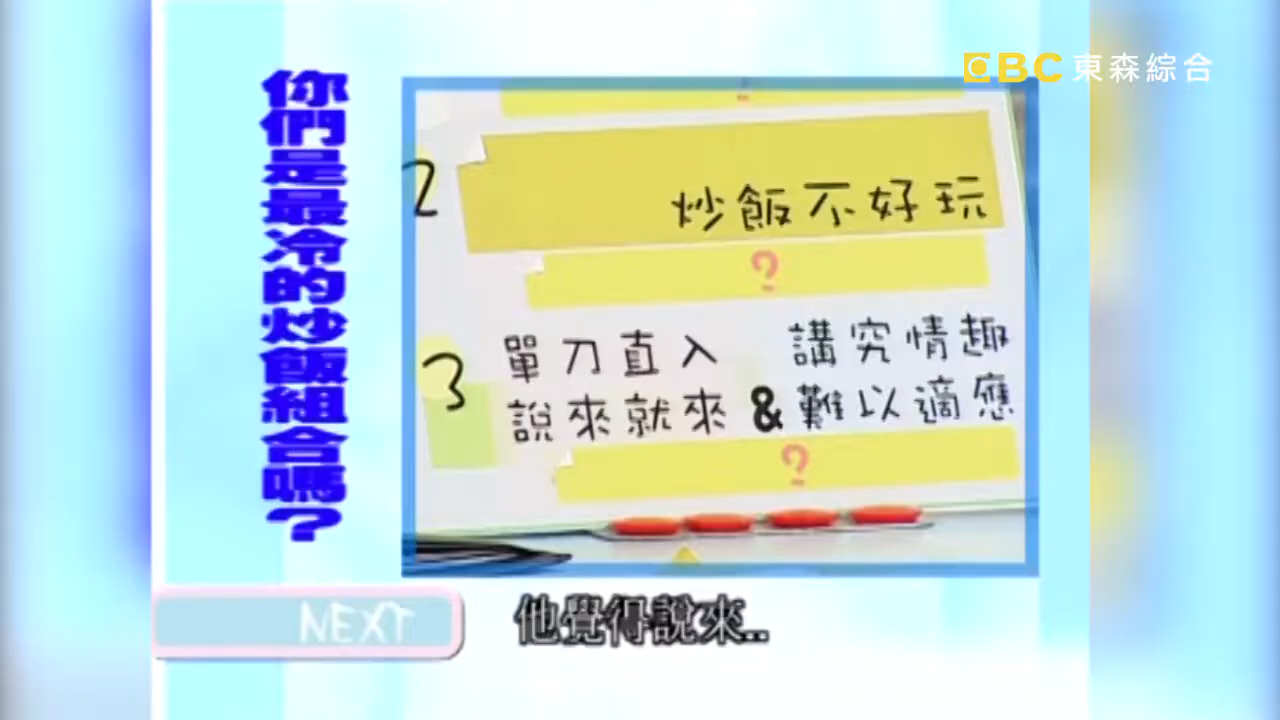 EBC 東森綜合
你們是最冷的炒飯組合嗎?
?
2
炒飯不好玩
?
3
單刀直入 講究情趣
說來就來 & 難以適應
?
NEXT
他覺得說來..